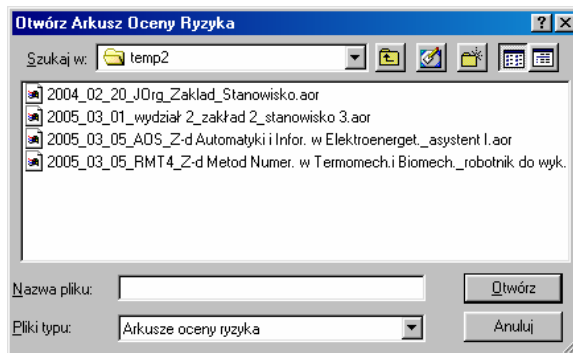 Otwórz Arkusz Oceny Ryzyka
Szukaj w: temp2
2004_02_20_JOrg_Zaklad_Stanowisko.aor
2005_03_01_wydział 2_zakład 2_stanowisko 3.aor
2005_03_05_AOS_Z-d Automatyki i Infor. w Elektroenerget._asystent I.aor
2005_03_05_RMT4_Z-d Metod Numer. w Termomech.i Biomech._robotnik do wyk.
Nazwa pliku: Otwórz
Pliki typu: Arkusze oceny ryzyka Anuluj